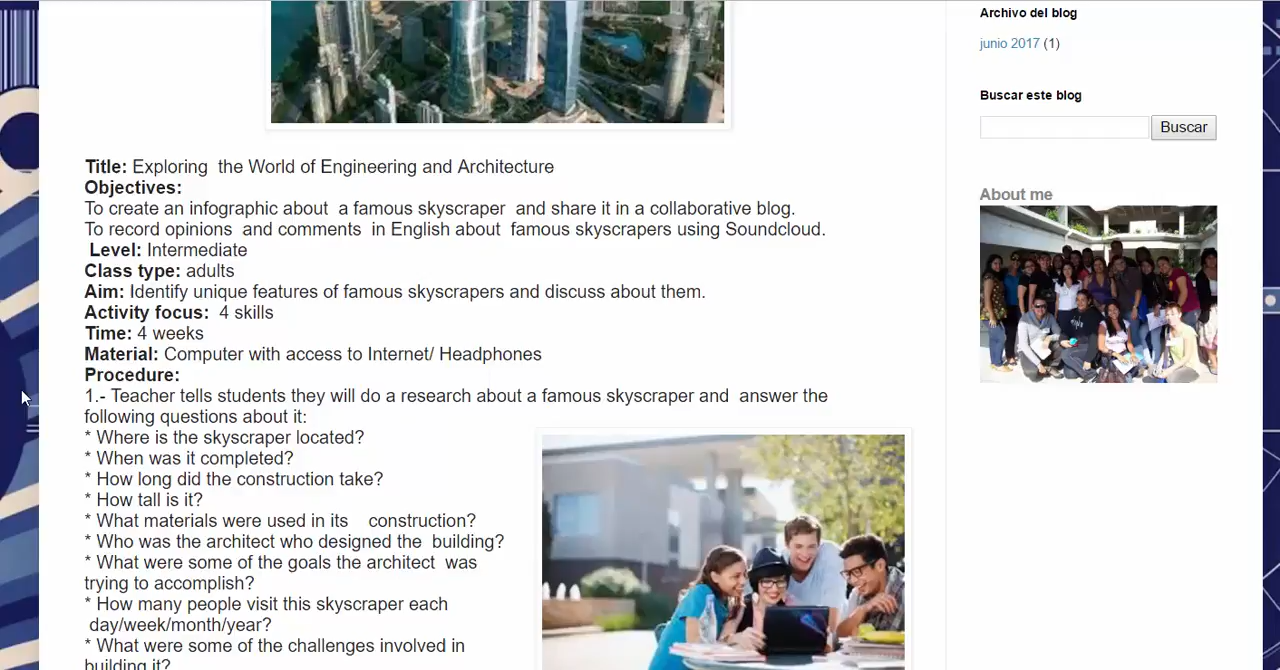 Title: Exploring the World of Engineering and Architecture
Objectives:
To create an infographic about a famous skyscraper and share it in a collaborative blog.
To record opinions and comments in English about famous skyscrapers using Soundcloud.
Level: Intermediate
Class type: adults
Aim: Identify unique features of famous skyscrapers and discuss about them.
Activity focus: 4 skills
Time: 4 weeks
Material: Computer with access to Internet/ Headphones
Procedure:
1.- Teacher tells students they will do a research about a famous skyscraper and answer the
following questions about it:
* Where is the skyscraper located?
* When was it completed?
* How long did the construction take?
* How tall is it?
* What materials were used in its construction?
* Who was the architect who designed the building?
* What were some of the goals the architect was
trying to accomplish?
* How many people visit this skyscraper each
day/week/month/year?
* What were some of the challenges involved in
building it?
Archivo del blog
junio 2017 (1)
Buscar este blog
Buscar
About me